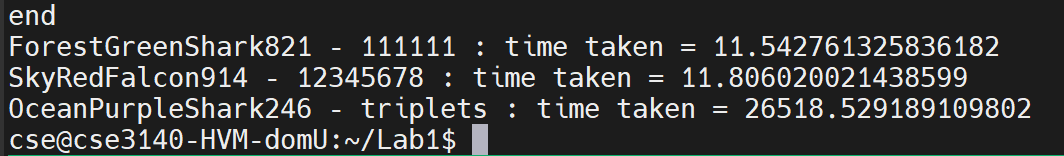 end
ForestGreenShark821 - 111111 : time taken = 11.542761325836182
SkyRedFalcon914 - 12345678 : time taken = 11.806020021438599
OceanPurpleShark246 - triplets : time taken = 26518.529189109802
cse@cse3140-HVM-domU:~/Lab1$